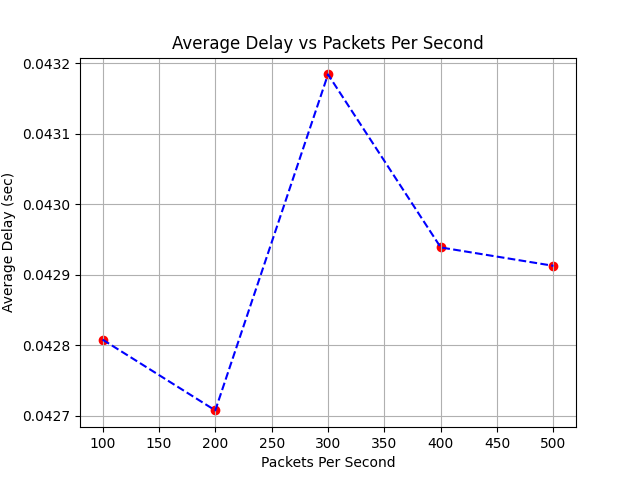 Average Delay vs Packets Per Second
0.0432
0.0431
0.0430
0.0429
0.0428
0.0427
Average Delay (sec)
100 150 200 250 300 350 400 450 500
Packets Per Second